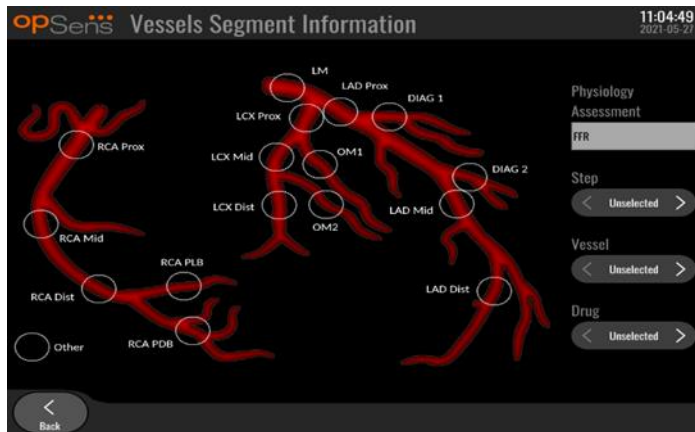 opSens Vessels Segment Information
11:04:49
2021-05-27
LM
LAD Prox
DIAG 1
LCX Prox
RCA Prox
LCX Mid
OM1
DIAG 2
LCX Dist
OM2
LAD Mid
RCA Mid
RCA PLB
RCA Dist
LAD Dist
RCA PDB
Other
Physiology
Assessment
FFR
Step
< Unselected >
Vessel
< Unselected >
Drug
< Unselected >
<
Back